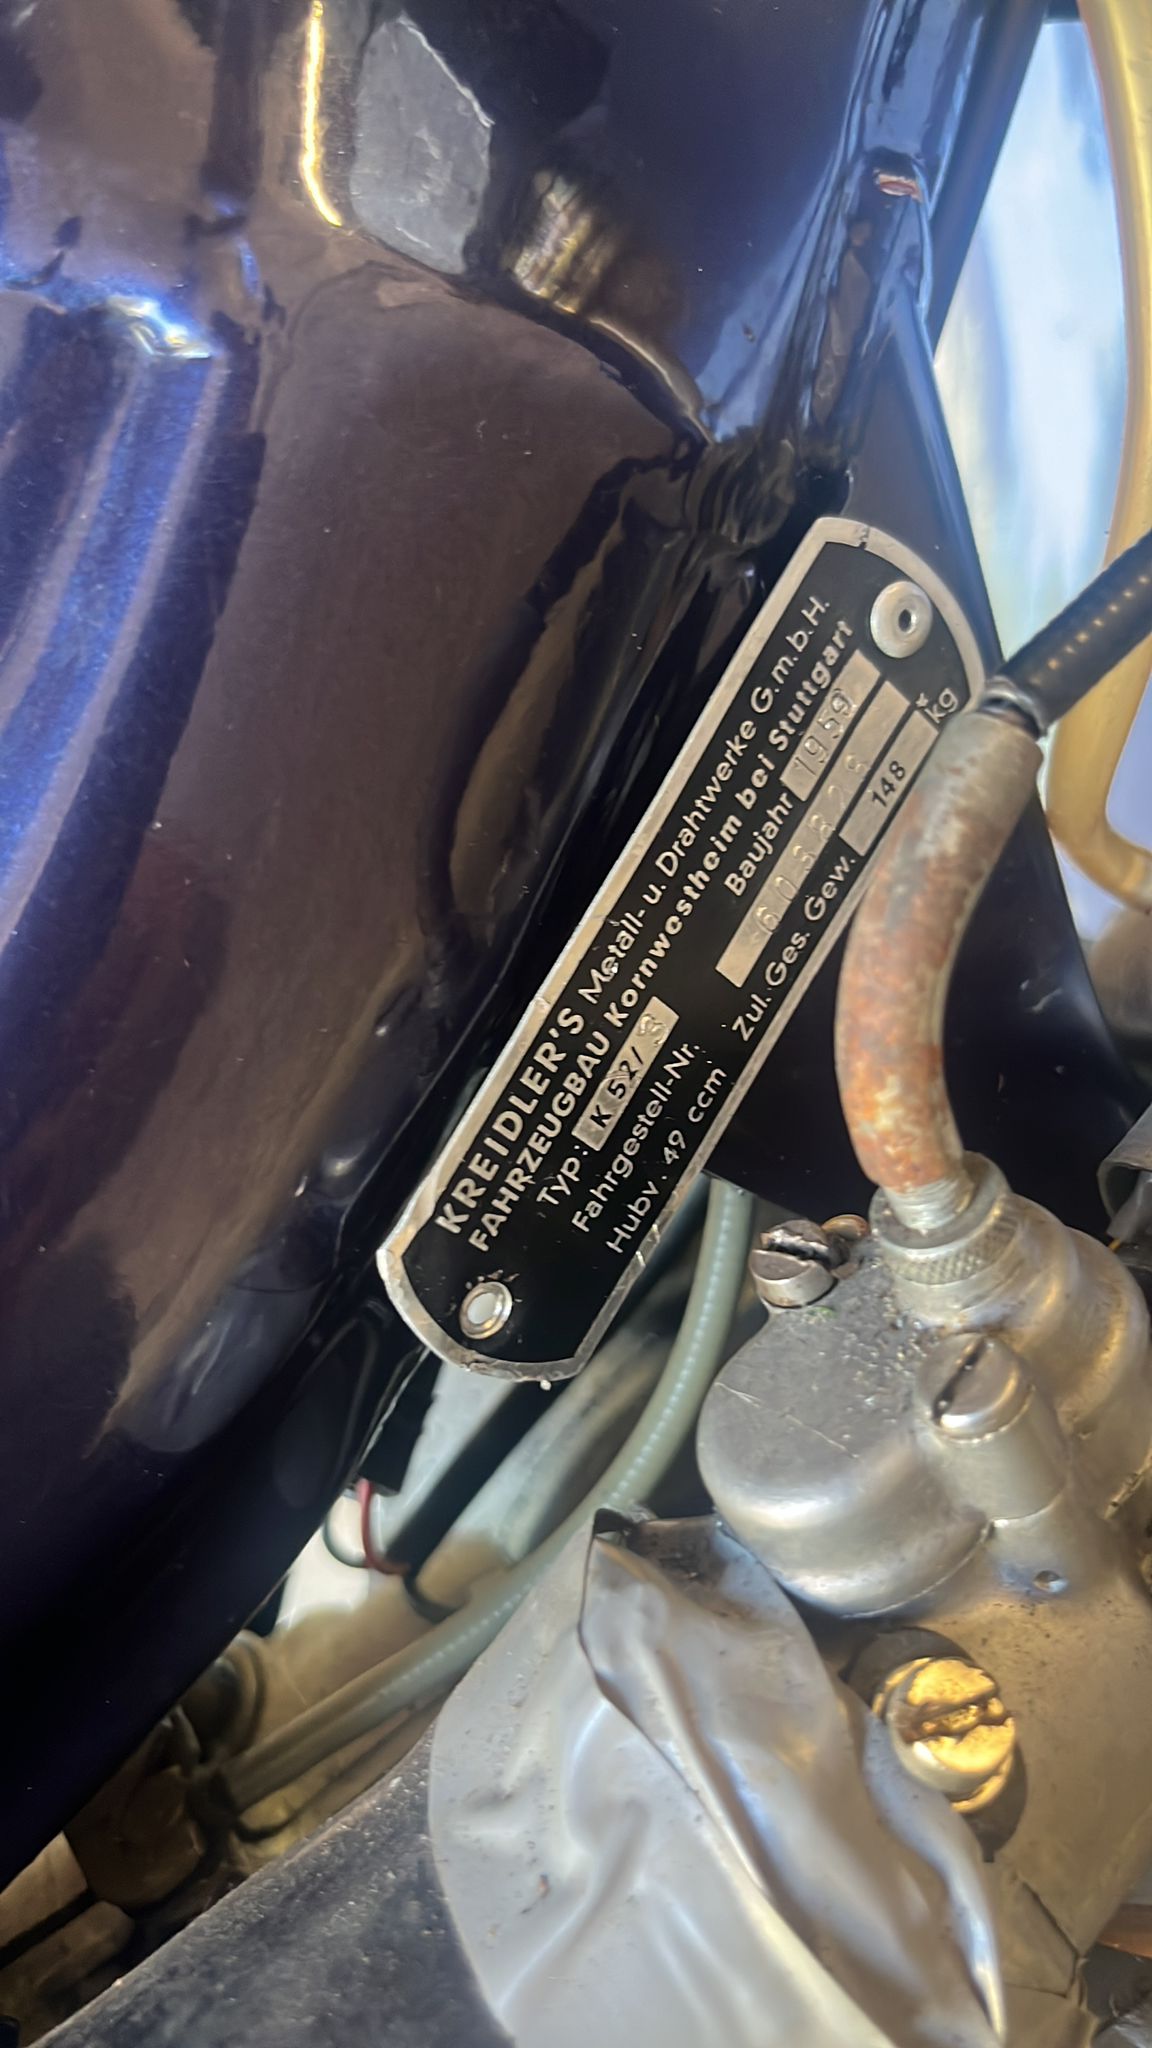 KREIDLER'S Metall- u. Drahtwerke G.m.b.H.
FAHRZEUGBAU Kornwestheim bei Stuttgart
Typ: K 52/3 Baujahr 1959
Fahrgestell-Nr.
Hubv. 49 ccm Zul. Ges. Gew. 148 kg